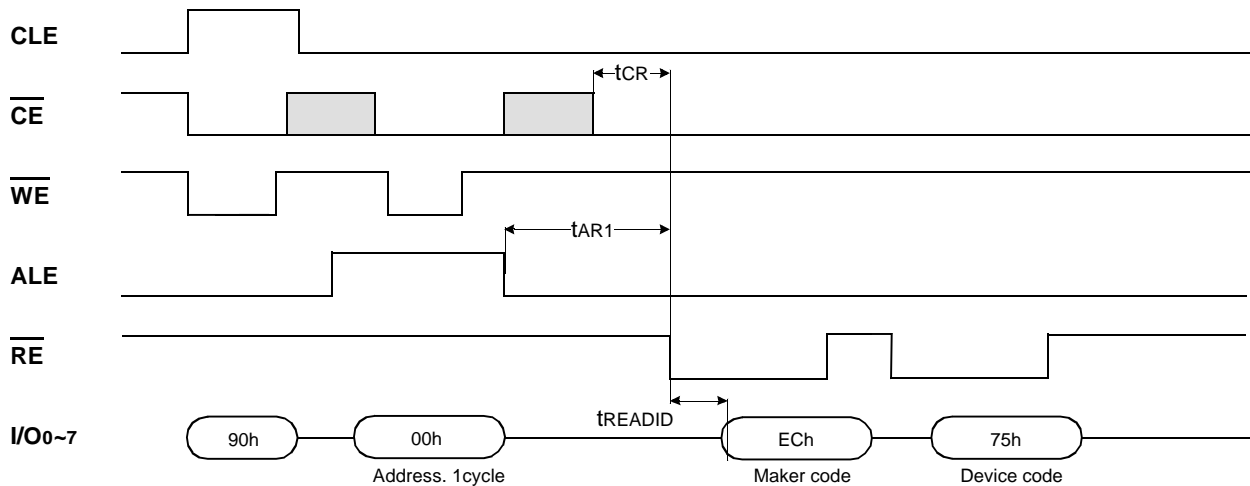 CLE
tCR
CE
WE
tAR1
ALE
RE
tREADID
I/O0~7
90h
00h
ECh
75h
Address. 1cycle
Maker code
Device code